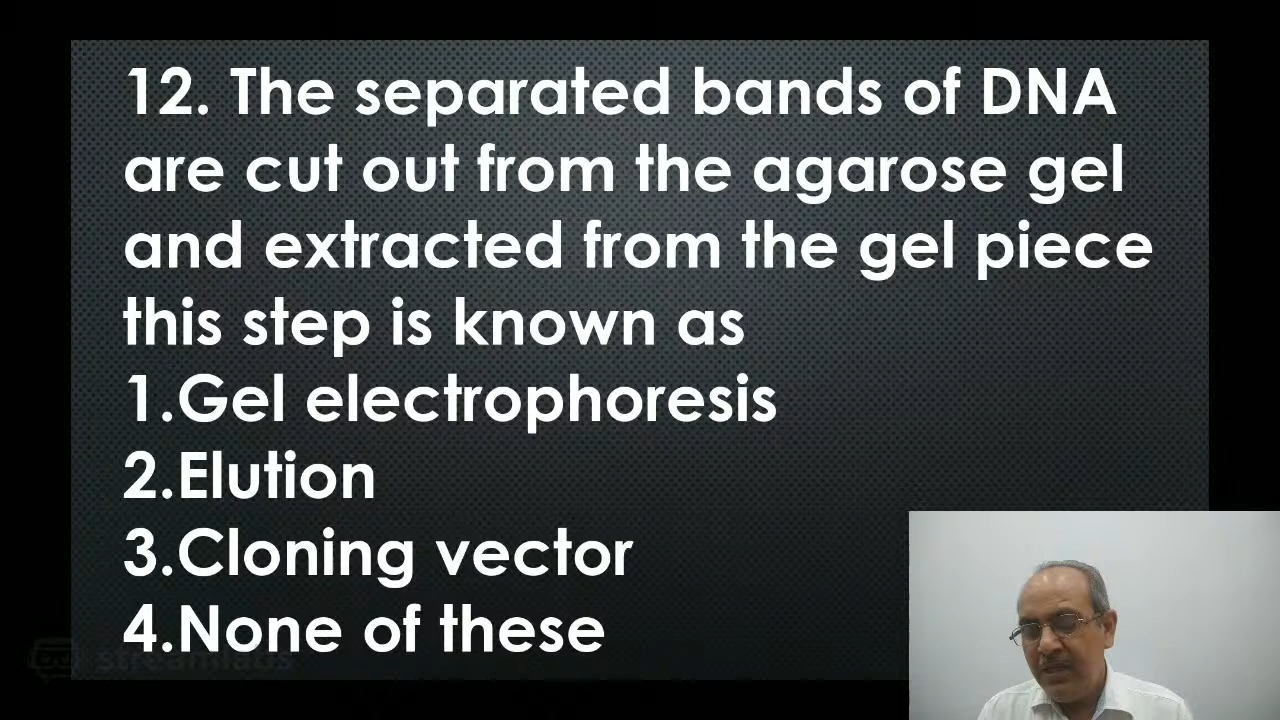 12. The separated bands of DNA
are cut out from the agarose gel
and extracted from the gel piece
this step is known as
1.Gel electrophoresis
2.Elution
3.Cloning vector
4.None of these
streamlabs